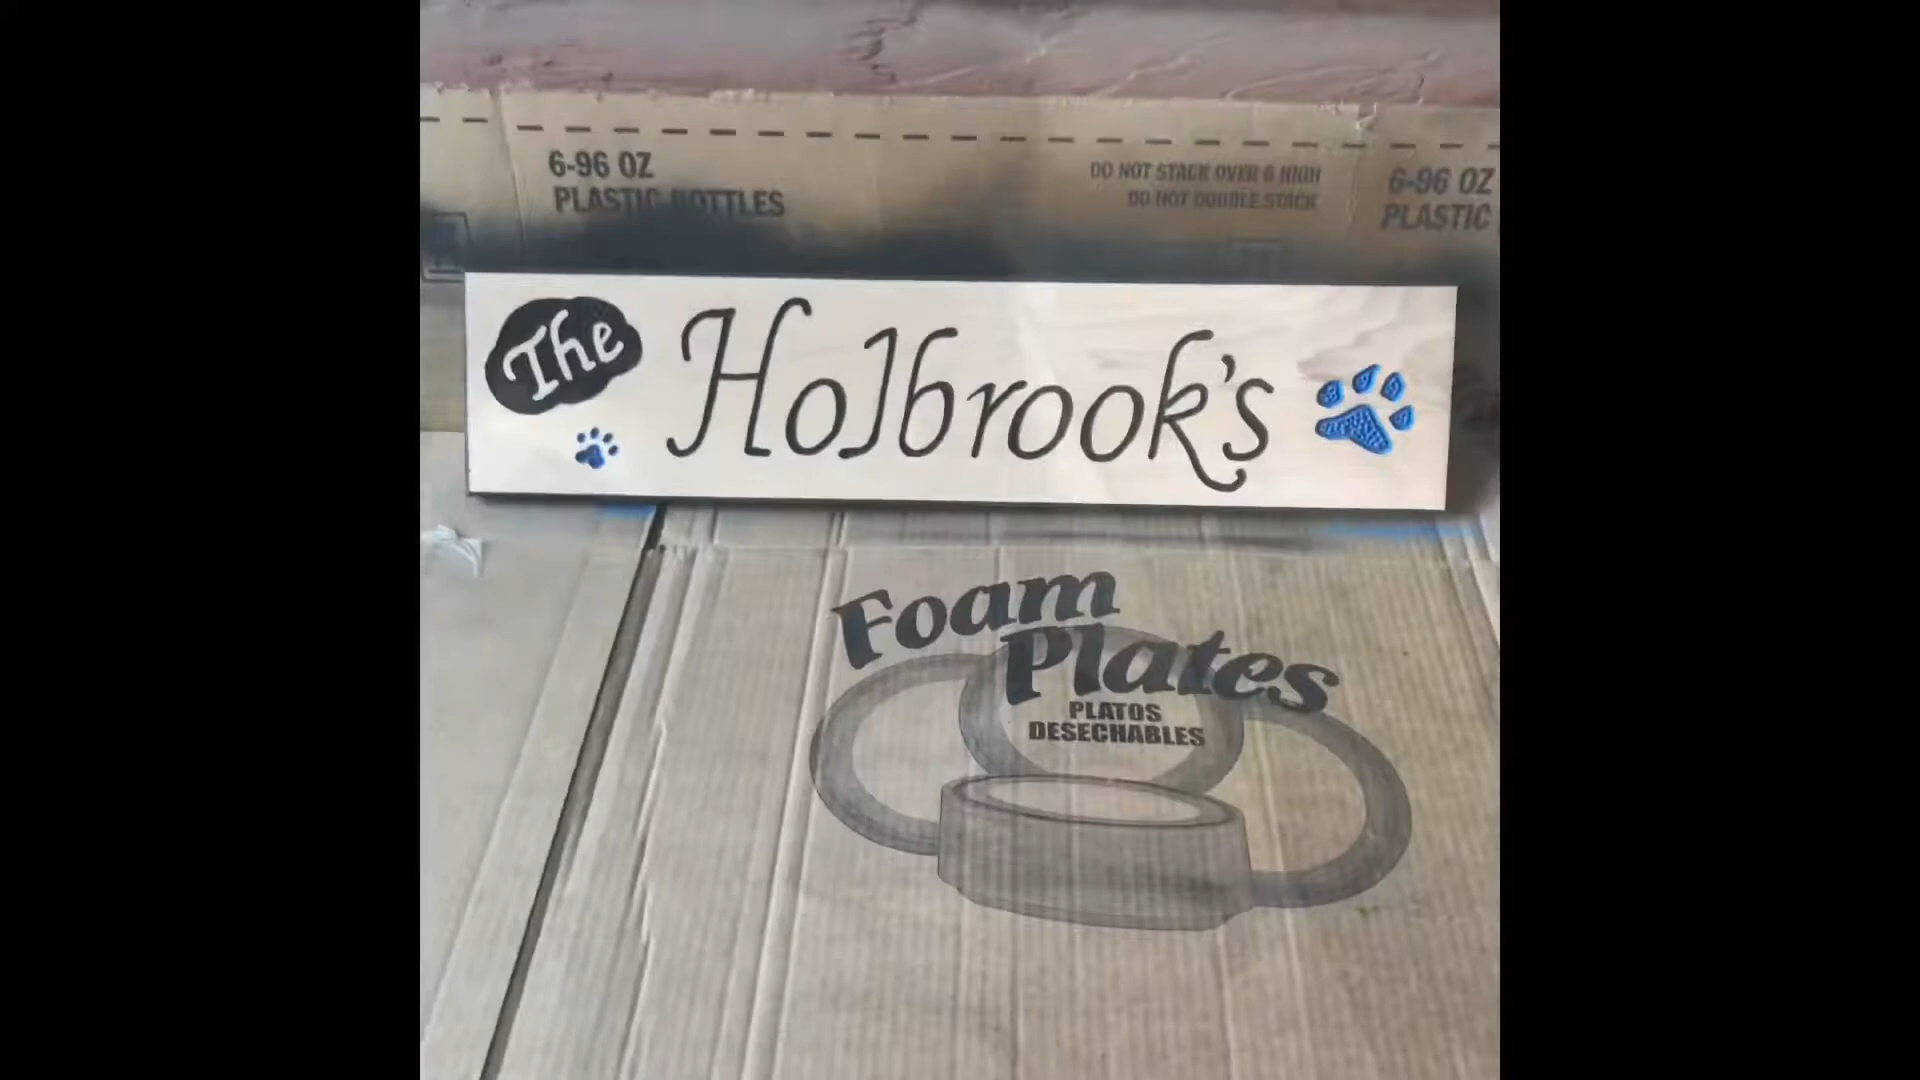 6-96 OZ
PLASTIC BOTTLES
DO NOT STACK OVER 6 HIGH
DO NOT DOUBLE STACK
6-96 OZ
PLASTIC
The
Holbrook's
Foam
Plates
PLATOS
DESECHABLES